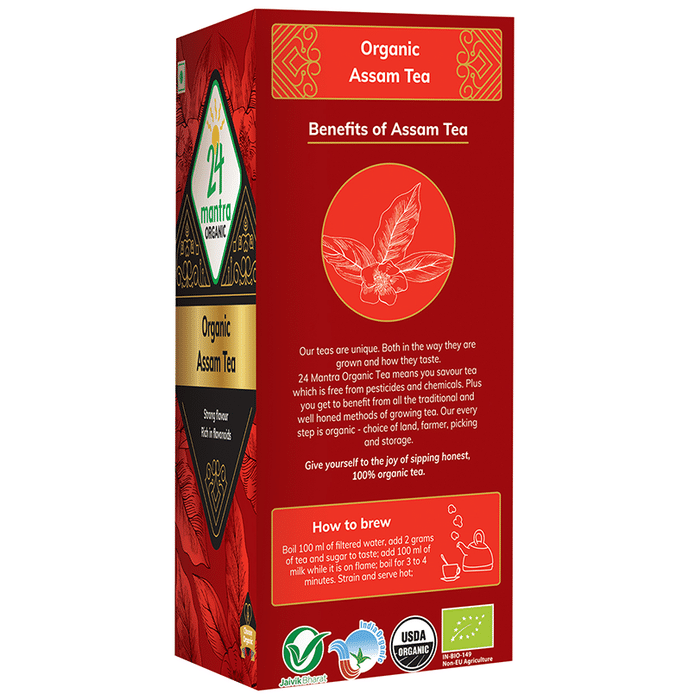 24
mantra
ORGANIC
Organic
Assam Tea
Strong flavour
Rich in flavonoids
Organic
Assam Tea
Benefits of Assam Tea
Our teas are unique. Both in the way they are
grown and how they taste.
24 Mantra Organic Tea means you savour tea
which is free from pesticides and chemicals. Plus
you get to benefit from all the traditional and
well honed methods of growing tea. Our every
step is organic - choice of land, farmer, picking
and storage.
Give yourself to the joy of sipping honest,
100% organic tea.
How to brew
Boil 100 ml of filtered water, add 2 grams
of tea and sugar to taste; add 100 ml of
milk while it is on flame; boil for 3 to 4
minutes. Strain and serve hot;
Jaivik Bharat
India Organic
USDA
ORGANIC
IN-BIO-149
Non-EU Agriculture